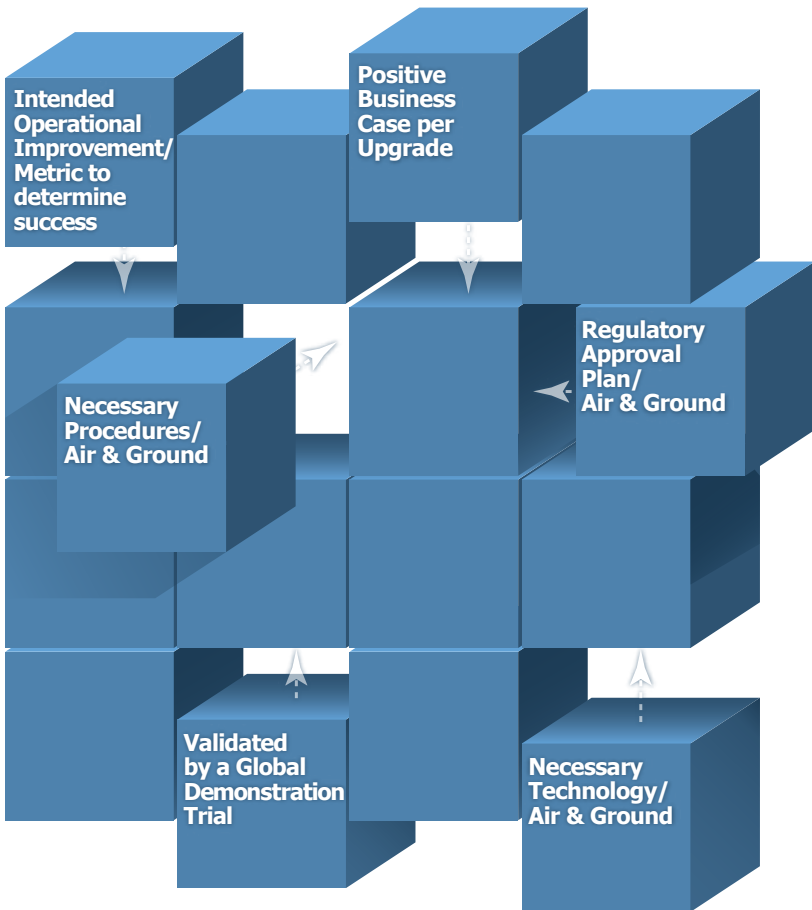 Intended
Operational
Improvement/
Metric to
determine
success
Positive
Business
Case per
Upgrade
Necessary
Procedures/
Air & Ground
Regulatory
Approval
Plan/
Air & Ground
Validated
by a Global
Demonstration
Trial
Necessary
Technology/
Air & Ground